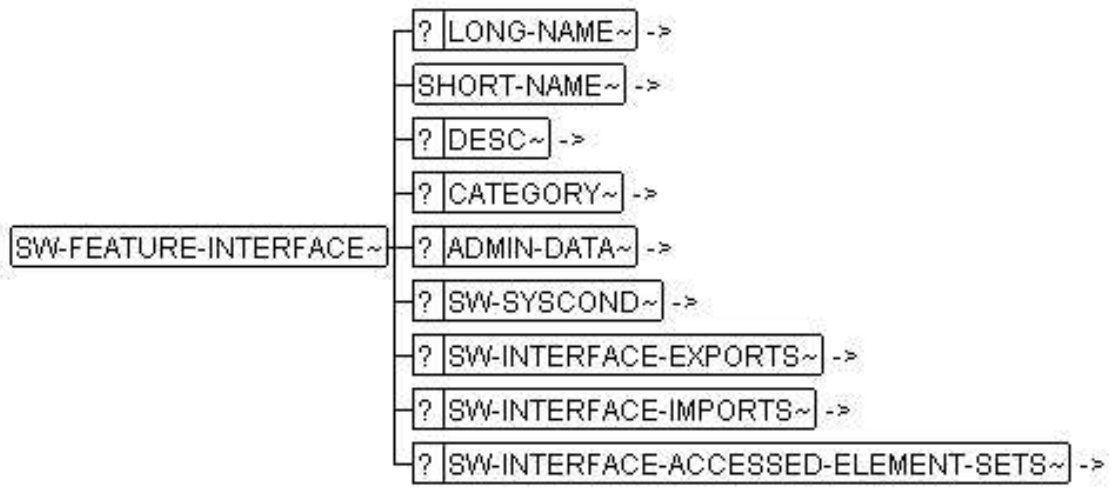 ? LONG-NAME~ ->
SHORT-NAME~ ->
? DESC~ ->
? CATEGORY~ ->
SW-FEATURE-INTERFACE~ ? ADMIN-DATA~ ->
? SW-SYSCOND~ ->
? SW-INTERFACE-EXPORTS~ ->
? SW-INTERFACE-IMPORTS~ ->
? SW-INTERFACE-ACCESSED-ELEMENT-SETS~ ->